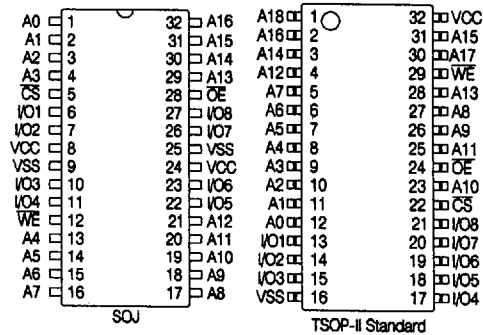 A0 1 32 A16
A1 2 31 A15
A2 3 30 A14
A3 4 29 A13
CS 5 28 OE
I/O1 6 27 I/O8
I/O2 7 26 I/O7
VCC 8 25 VSS
VSS 9 24 VCC
I/O3 10 23 I/O6
I/O4 11 22 I/O5
WE 12 21 A12
A4 13 20 A11
A5 14 19 A10
A6 15 18 A9
A7 16 17 A8
SOJ
A18 1 32 VCC
A16 2 31 A15
A14 3 30 A17
A12 4 29 WE
A7 5 28 A13
A6 6 27 A8
A5 7 26 A9
A4 8 25 A11
A3 9 24 OE
A2 10 23 A10
A1 11 22 CS
A0 12 21 I/O8
I/O1 13 20 I/O7
I/O2 14 19 I/O6
I/O3 15 18 I/O5
VSS 16 17 I/O4
TSOP-II Standard